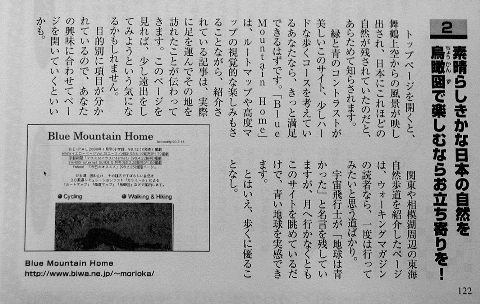 2
素晴らしきかな日本の自然を
鳥瞰図で楽しむならお立ち寄りを!
トップページを開くと、
舞鶴上空からの風景が映し
出され、日本にこれほどの
自然が残されていたのだと、
あらためて知らされます。
緑と青のコントラストが
美しいこのサイト、少しハー
ドな歩くコースを考えてい
るあなたなら、きっと満足
できるはずです。「Blue
Mountain Home」
は、ルートマップや高度マ
ップの視覚的な楽しみもさ
ることながら、紹介さ
れている記事は、実際
に足を運んでその地を
訪れたことが伝わって
きます。このページを
見れば、少し遠出をし
てみようという気にな
るかもしれません。
目的別に項目が分か
れているので、あなた
の興味に合わせてペー
ジを開いていくといい
かも。
関東や相模湖周辺の東海
自然歩道を紹介したページ
は、ウォーキングマガジン
の読者なら、一度は行って
みたいと思う道ばかり。
宇宙飛行士が「地球は青
かった」と名言を残してい
ますが、月へ行かなくとも
このサイトを眺めているだ
けで、青い地球を実感でき
ます。
とはいえ、歩くに優るこ
となし。
Blue Mountain Home
Cycling
Walking & Hiking
Blue Mountain Home
http://www.biwa.ne.jp/~morioka/
122